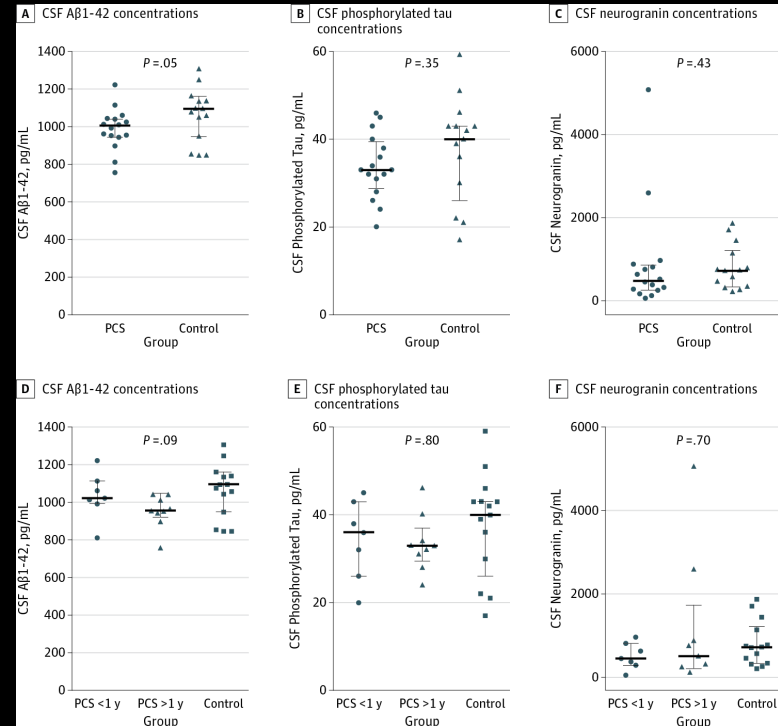 A CSF Aβ1-42 concentrations
1400
1200
1000
800
600
400
200
0
CSF Aβ1-42, pg/mL
P =.05
PCS
Control
Group
B CSF phosphorylated tau
concentrations
60
40
20
0
CSF Phosphorylated Tau, pg/mL
P =.35
PCS
Control
Group
C CSF neurogranin concentrations
6000
4000
2000
0
CSF Neurogranin, pg/mL
P =.43
PCS
Control
Group
D CSF Aβ1-42 concentrations
1400
1200
1000
800
600
400
200
0
CSF Aβ1-42, pg/mL
P =.09
PCS <1 y
PCS >1 y
Control
Group
E CSF phosphorylated tau
concentrations
60
40
20
0
CSF Phosphorylated Tau, pg/mL
P =.80
PCS <1 y
PCS >1 y
Control
Group
F CSF neurogranin concentrations
6000
4000
2000
0
CSF Neurogranin, pg/mL
P =.70
PCS <1 y
PCS >1 y
Control
Group